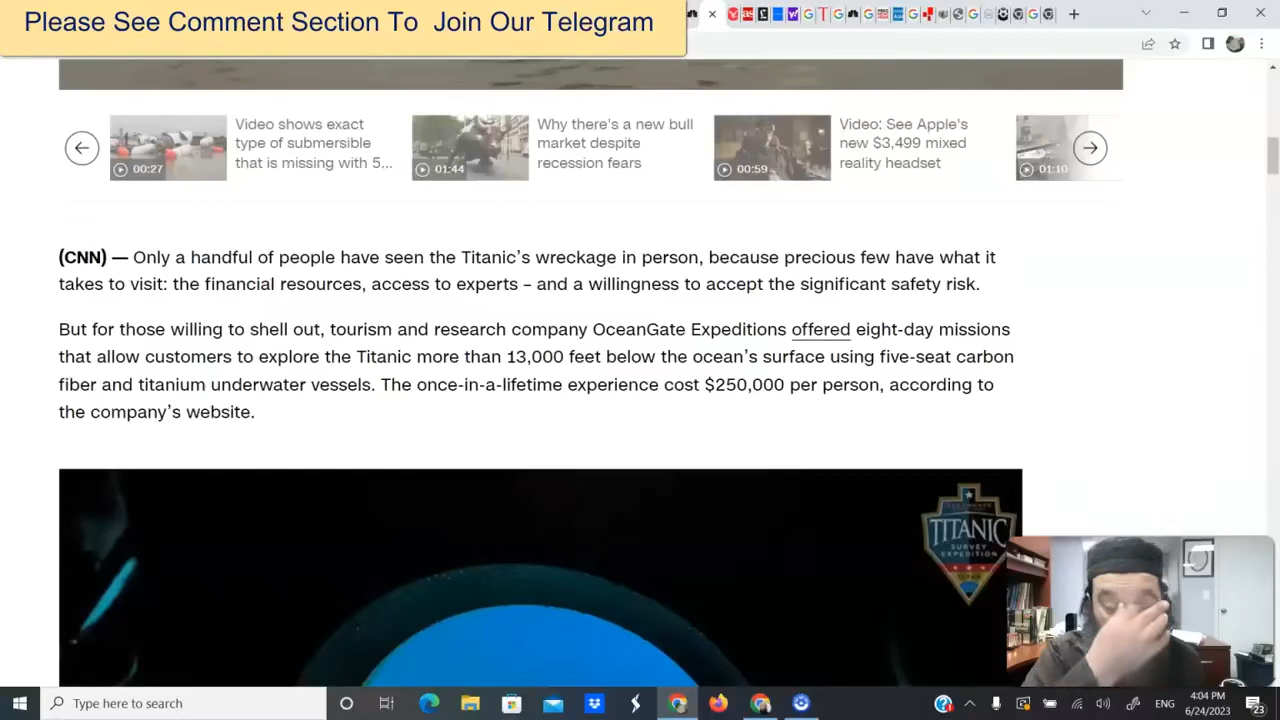 Please See Comment Section To Join Our Telegram
Video shows exact
type of submersible
that is missing with 5...
00:27
Why there's a new bull
market despite
recession fears
01:44
Video: See Apple's
new $3,499 mixed
reality headset
00:59
01:10
(CNN) — Only a handful of people have seen the Titanic's wreckage in person, because precious few have what it
takes to visit: the financial resources, access to experts – and a willingness to accept the significant safety risk.
But for those willing to shell out, tourism and research company OceanGate Expeditions offered eight-day missions
that allow customers to explore the Titanic more than 13,000 feet below the ocean's surface using five-seat carbon
fiber and titanium underwater vessels. The once-in-a-lifetime experience cost $250,000 per person, according to
the company's website.
TITANIC
SURVEY
EXPEDITION
Type here to search
ENG
4:04 PM
6/24/2023
23